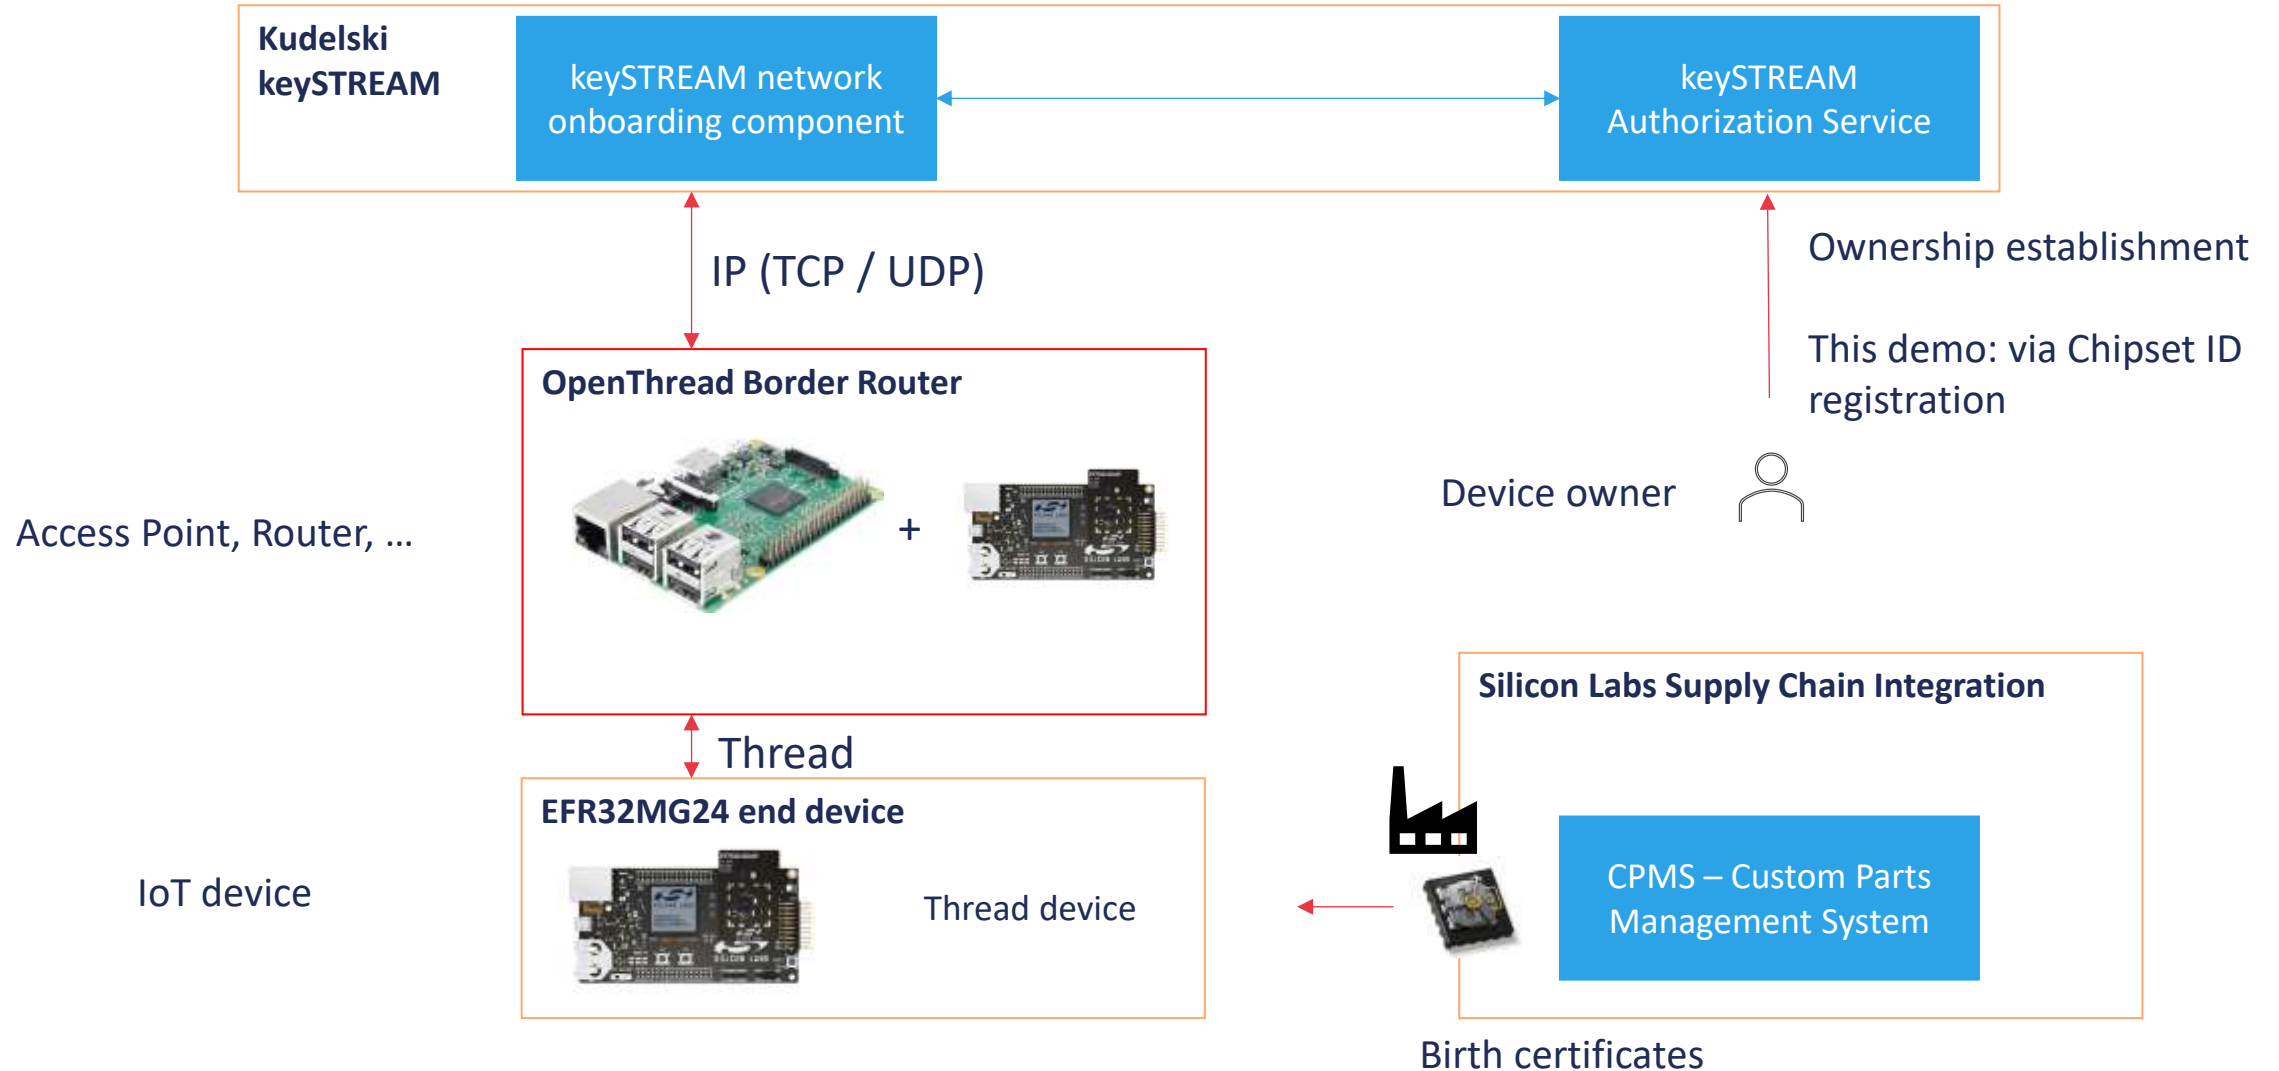 Kudelski
keySTREAM
keySTREAM network
onboarding component
keySTREAM
Authorization Service
IP (TCP / UDP)
Ownership establishment
This demo: via Chipset ID
registration
OpenThread Border Router
+
Device owner
Access Point, Router, ...
Silicon Labs Supply Chain Integration
Thread
EFR32MG24 end device
IoT device
Thread device
CPMS – Custom Parts
Management System
Birth certificates